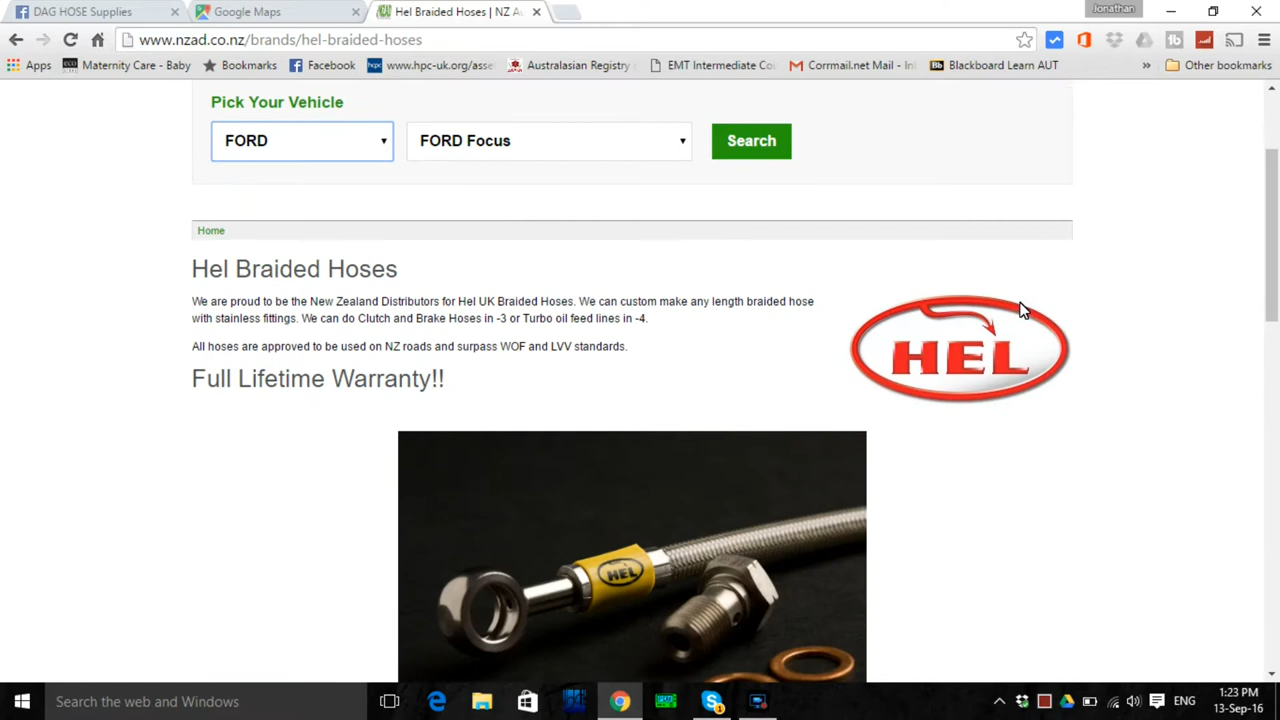 DAG HOSE Supplies
Google Maps
Hel Braided Hoses | NZ Au
Jonathan
www.nzad.co.nz/brands/hel-braided-hoses
Apps
Maternity Care - Baby
Bookmarks
Facebook
www.hpc-uk.org/asse
Australasian Registry
EMT Intermediate Co
Corrmail.net Mail - In
Blackboard Learn AUT
»
Other bookmarks
Pick Your Vehicle
FORD
FORD Focus
Search
Home
Hel Braided Hoses
We are proud to be the New Zealand Distributors for Hel UK Braided Hoses. We can custom make any length braided hose
with stainless fittings. We can do Clutch and Brake Hoses in -3 or Turbo oil feed lines in -4.
All hoses are approved to be used on NZ roads and surpass WOF and LVV standards.
Full Lifetime Warranty!!
HEL
HEL
Search the web and Windows
ENG
1:23 PM
13-Sep-16